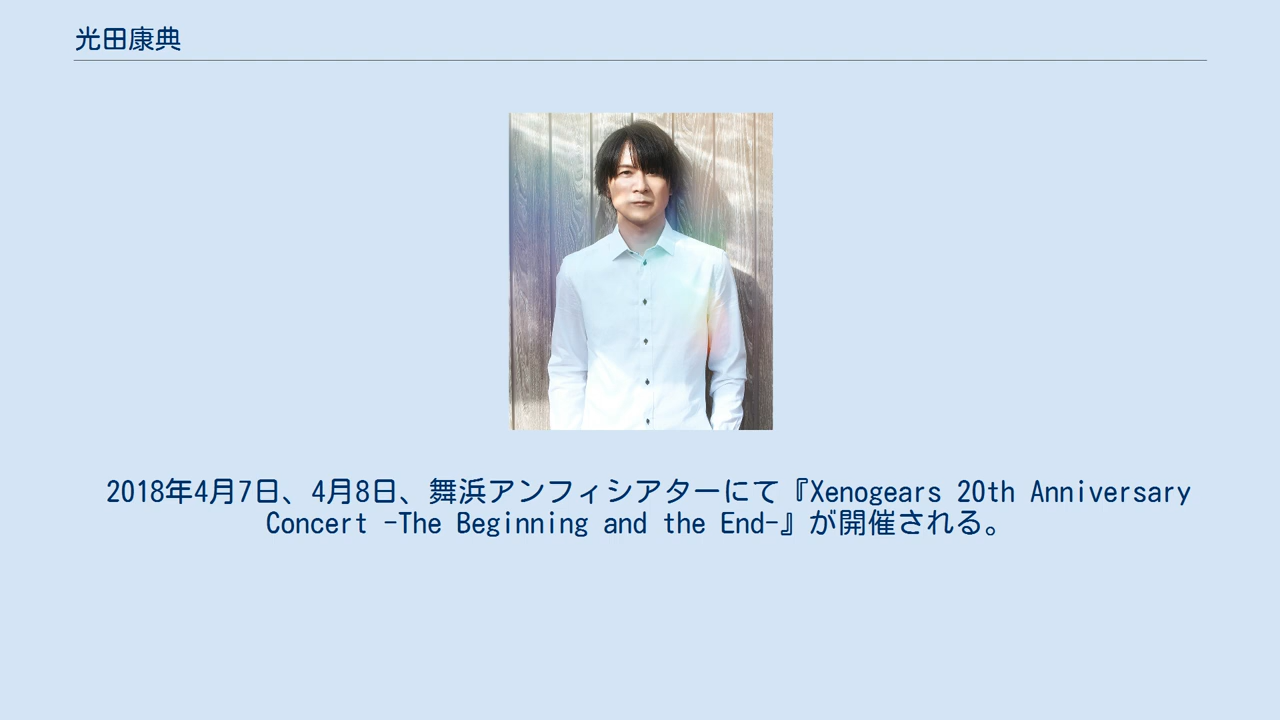 光田康典
2018年4月7日、4月8日、舞浜アンフィシアターにて『Xenogears 20th Anniversary
Concert -The Beginning and the End-』が開催される。